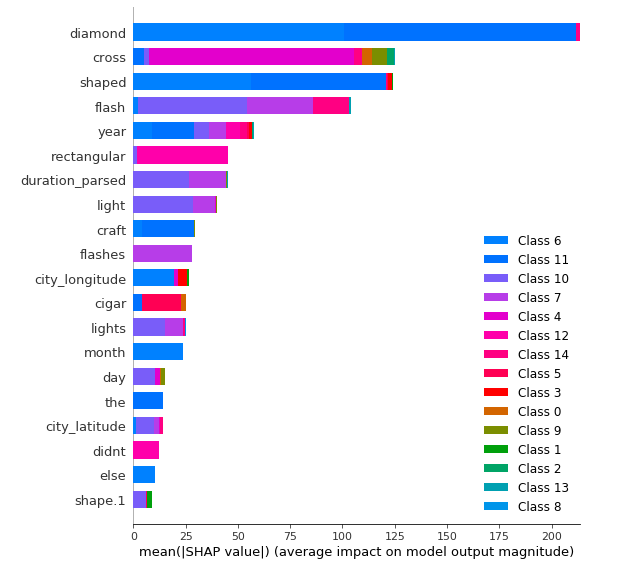 diamond
cross
shaped
flash
year
rectangular
duration_parsed
light
craft
flashes
city_longitude
cigar
lights
month
day
the
city_latitude
didnt
else
shape.1
Class 6
Class 11
Class 10
Class 7
Class 4
Class 12
Class 14
Class 5
Class 3
Class 0
Class 9
Class 1
Class 2
Class 13
Class 8
0 25 50 75 100 125 150 175 200
mean(|SHAP value|) (average impact on model output magnitude)